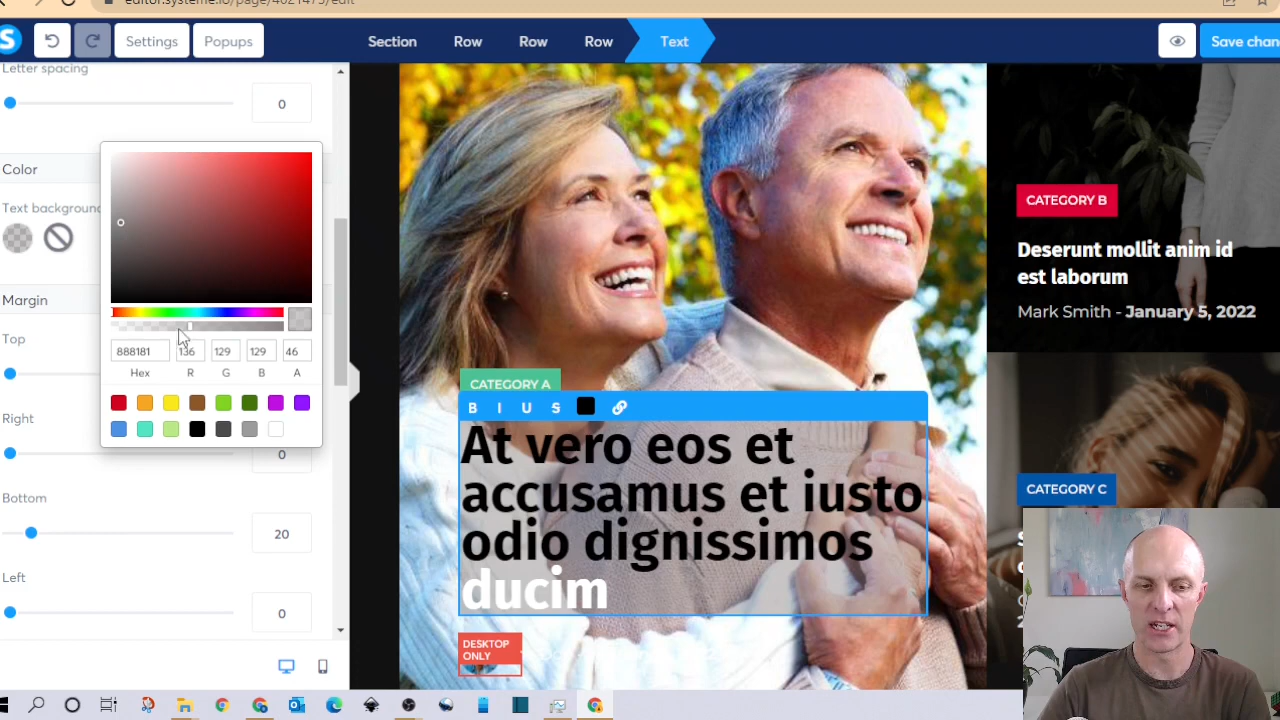 editor.systeme.io/page/4621475/edit
S
Settings
Popups
Section
Row
Row
Row
Text
Letter spacing
0
Color
Text background
888181
136
129
129
46
Hex
R
G
B
A
Margin
Top
Right
0
Bottom
20
Left
0
CATEGORY A
B I U S
At vero eos et
accusamus et iusto
odio dignissimos
ducim
DESKTOP
ONLY
CATEGORY B
Deserunt mollit anim id
est laborum
Mark Smith - January 5, 2022
CATEGORY C